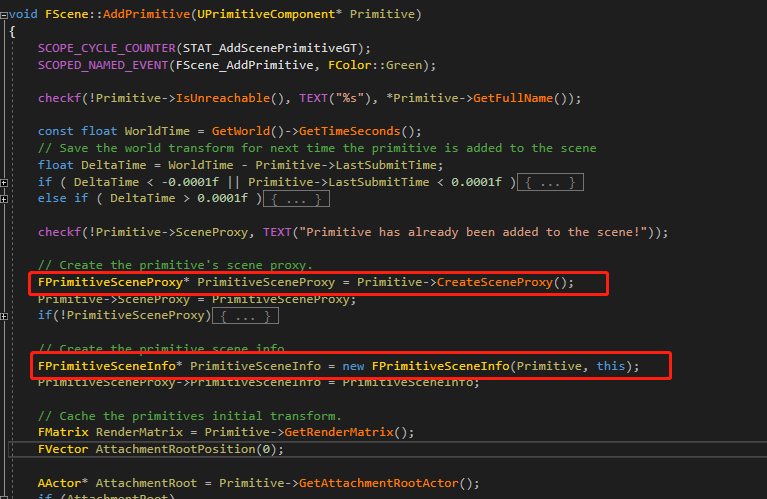 void FScene::AddPrimitive(UPrimitiveComponent* Primitive)
{
SCOPE_CYCLE_COUNTER(STAT_AddScenePrimitiveGT);
SCOPED_NAMED_EVENT(FScene_AddPrimitive, FColor::Green);
checkf(!Primitive->IsUnreachable(), TEXT("%s"), *Primitive->GetFullName());
const float WorldTime = GetWorld()->GetTimeSeconds();
// Save the world transform for next time the primitive is added to the scene
float DeltaTime = WorldTime - Primitive->LastSubmitTime;
if ( DeltaTime < -0.0001f || Primitive->LastSubmitTime < 0.0001f ){ ... }
else if ( DeltaTime > 0.0001f ){ ... }
checkf(!Primitive->SceneProxy, TEXT("Primitive has already been added to the scene!"));
// Create the primitive's scene proxy.
FPrimitiveSceneProxy* PrimitiveSceneProxy = Primitive->CreateSceneProxy();
Primitive->SceneProxy = PrimitiveSceneProxy;
if(!PrimitiveSceneProxy){ ... }
// Create the primitive scene info
FPrimitiveSceneInfo* PrimitiveSceneInfo = new FPrimitiveSceneInfo(Primitive, this);
PrimitiveSceneProxy->PrimitiveSceneInfo = PrimitiveSceneInfo;
// Cache the primitives initial transform.
FMatrix RenderMatrix = Primitive->GetRenderMatrix();
FVector AttachmentRootPosition(0);
AActor* AttachmentRoot = Primitive->GetAttachmentRootActor();
if (AttachmentRoot)